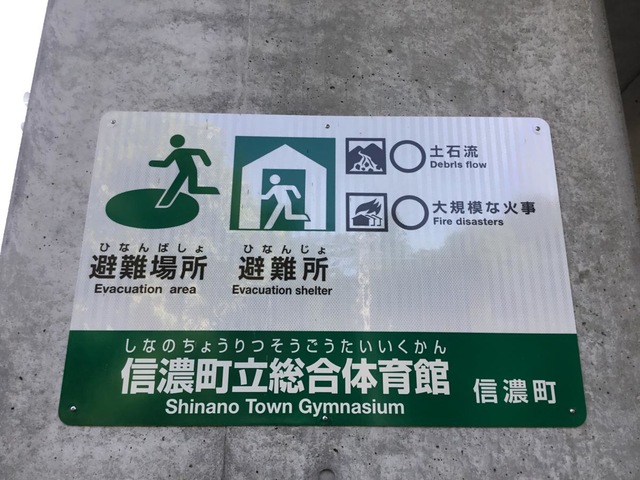 土石流
Debris flow
大規模な火事
Fire disasters
ひなんばしょ
避難場所
Evacuation area
ひなんじょ
避難所
Evacuation shelter
しなのちょうりつそうごうたいいくかん
信濃町立総合体育館
Shinano Town Gymnasium
信濃町